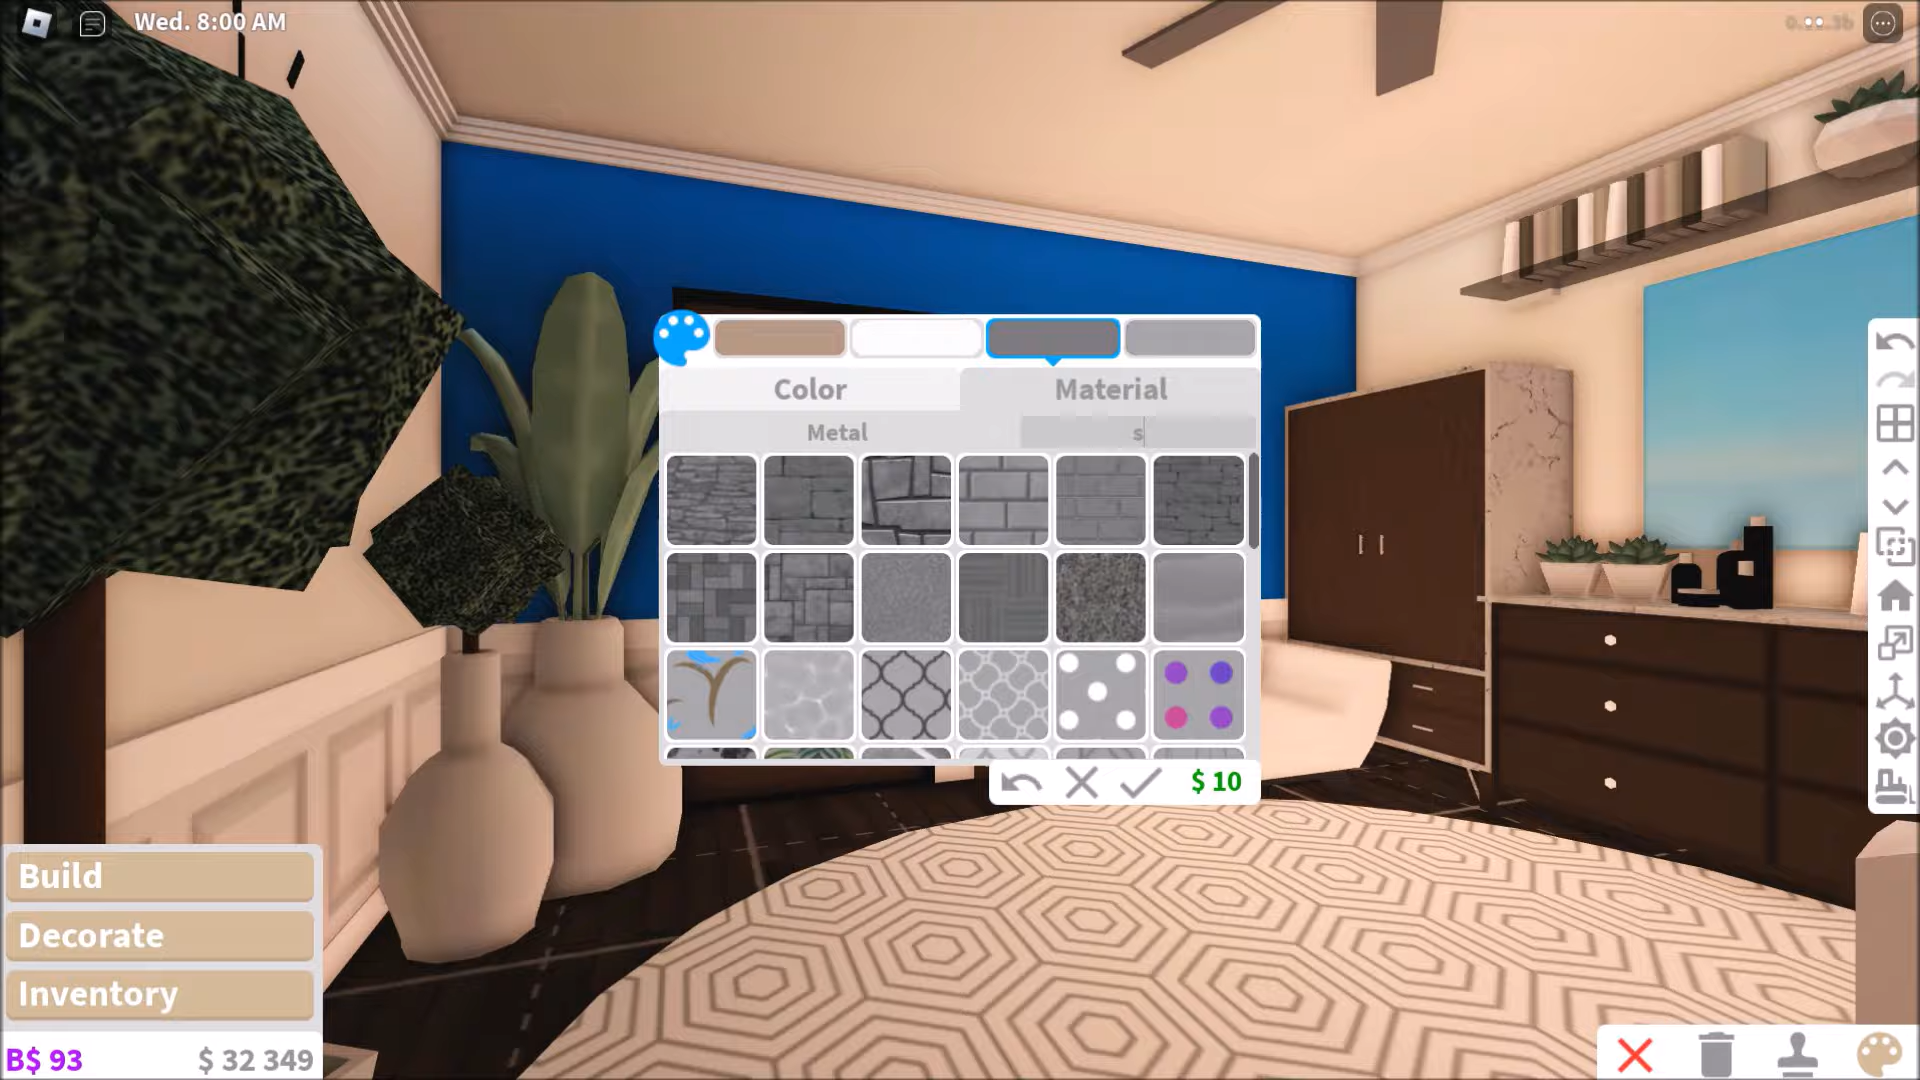 Wed. 8:00 AM
Color
Material
Metal
s
$ 10
Build
Decorate
Inventory
B$ 93
$ 32 349